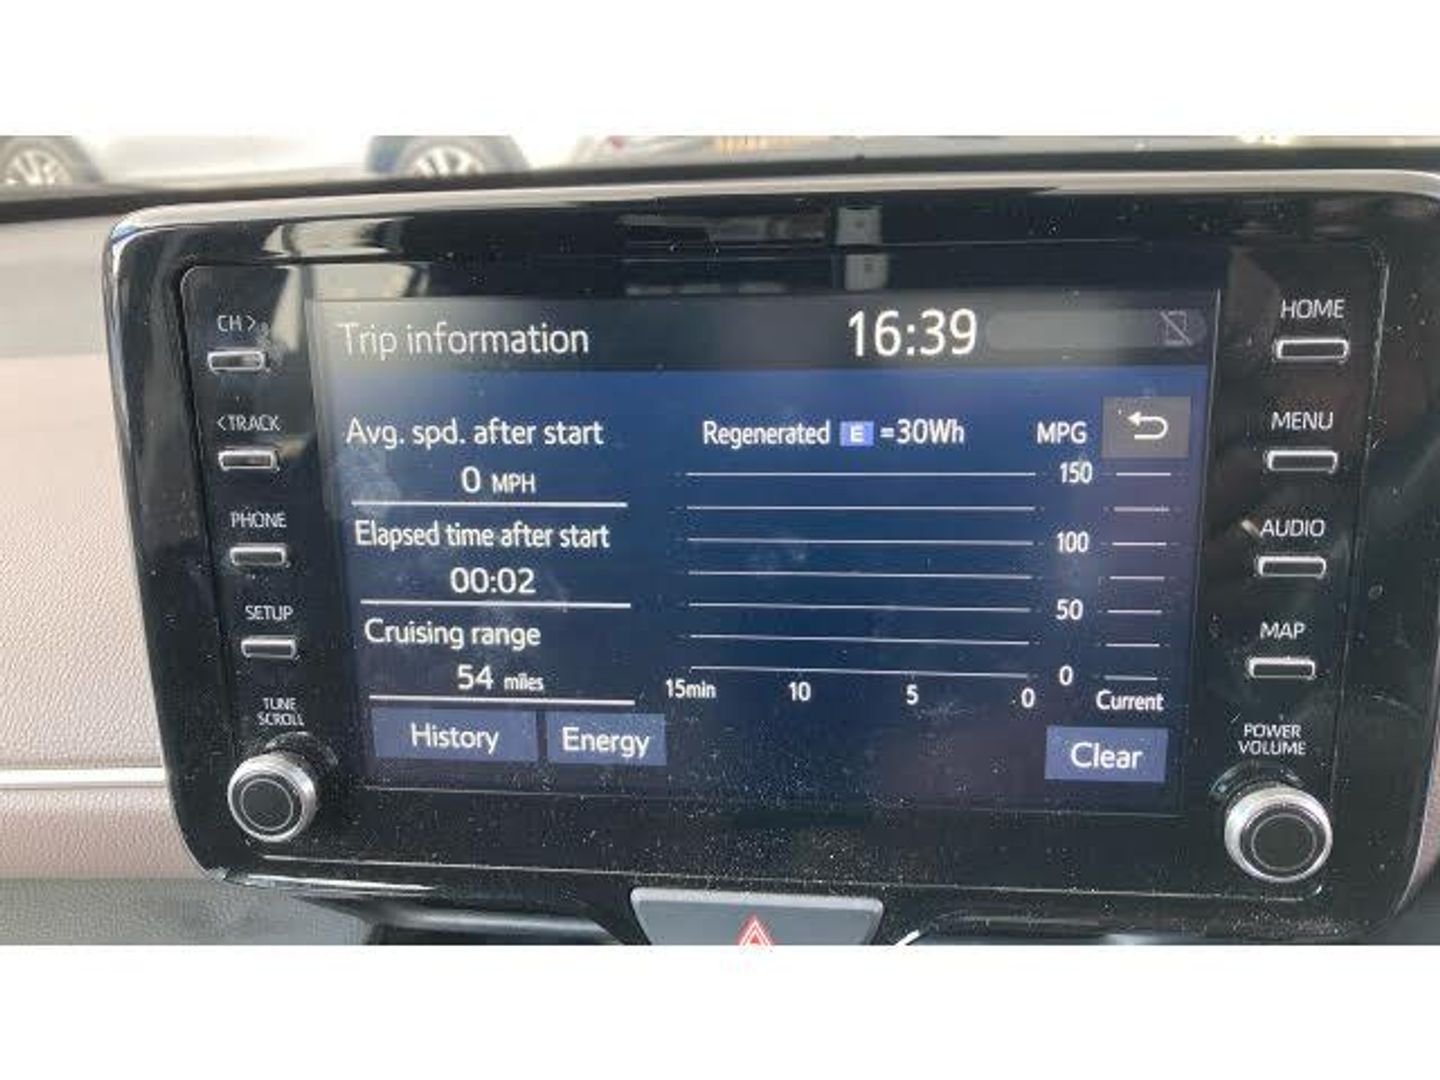 CH >
<TRACK
PHONE
SETUP
TUNE
SCROLL
Trip information
16:39
Avg. spd. after start
0 MPH
Elapsed time after start
00:02
Cruising range
54 miles
History
Energy
Regenerated E =30Wh
MPG
150
100
50
0
15min 10 5 0
Current
Clear
HOME
MENU
AUDIO
MAP
POWER
VOLUME